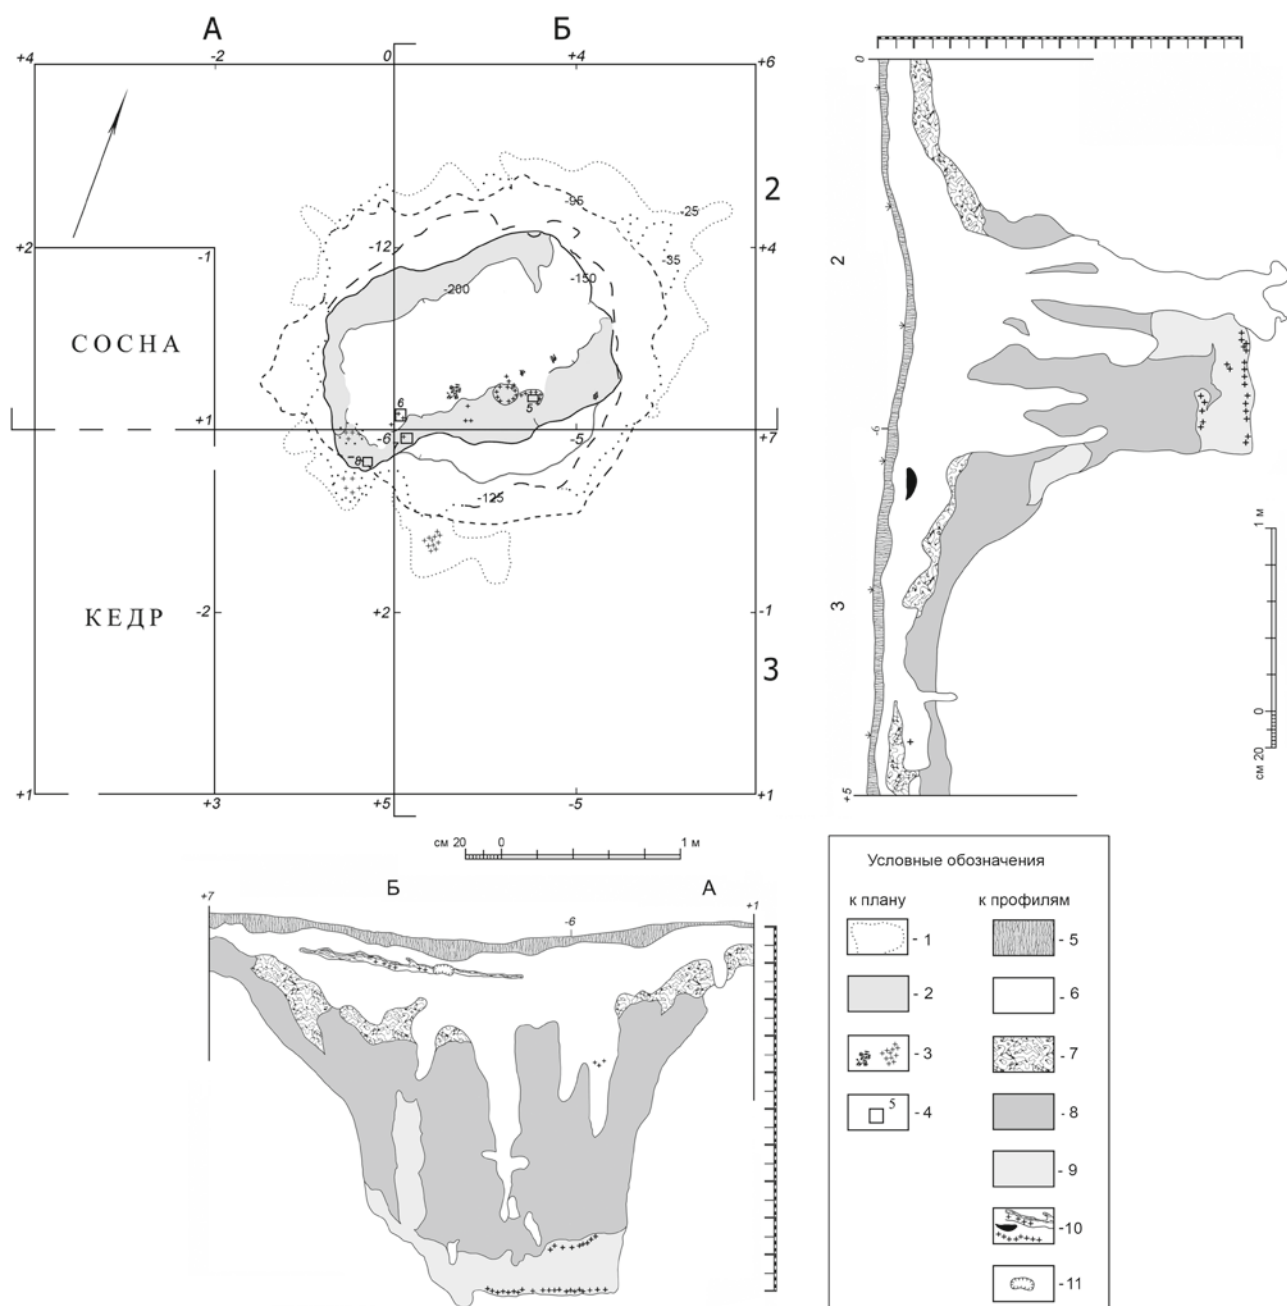 А Б
+4 -2 0 +4 +6
2
-95
-25
+2 -1 -12 +4
-35
-150
-200
СОСНА
6
5
+1 -6 -5 +7
-8
-125
КЕДР
-2 +2 -1
3
+1 +3 +5 -5 +1
0
2
-6
3
+5
1 м
0
см 20
см 20 0 1 м
Б А
+7 -6 +1
Условные обозначения
к плану к профилям
- 1 - 5
- 2 - 6
- 3 - 7
5
- 4 - 8
- 9
-10
- 11